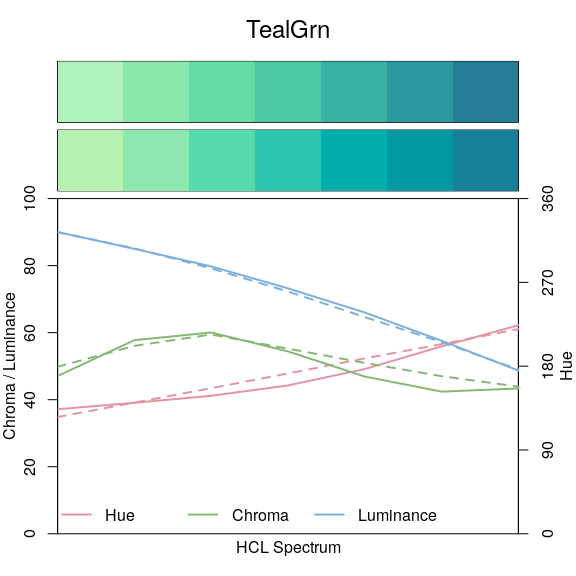 TealGrn
100
80
60
40
20
0
Chroma / Luminance
360
270
180
90
0
Hue
Hue
Chroma
Luminance
HCL Spectrum